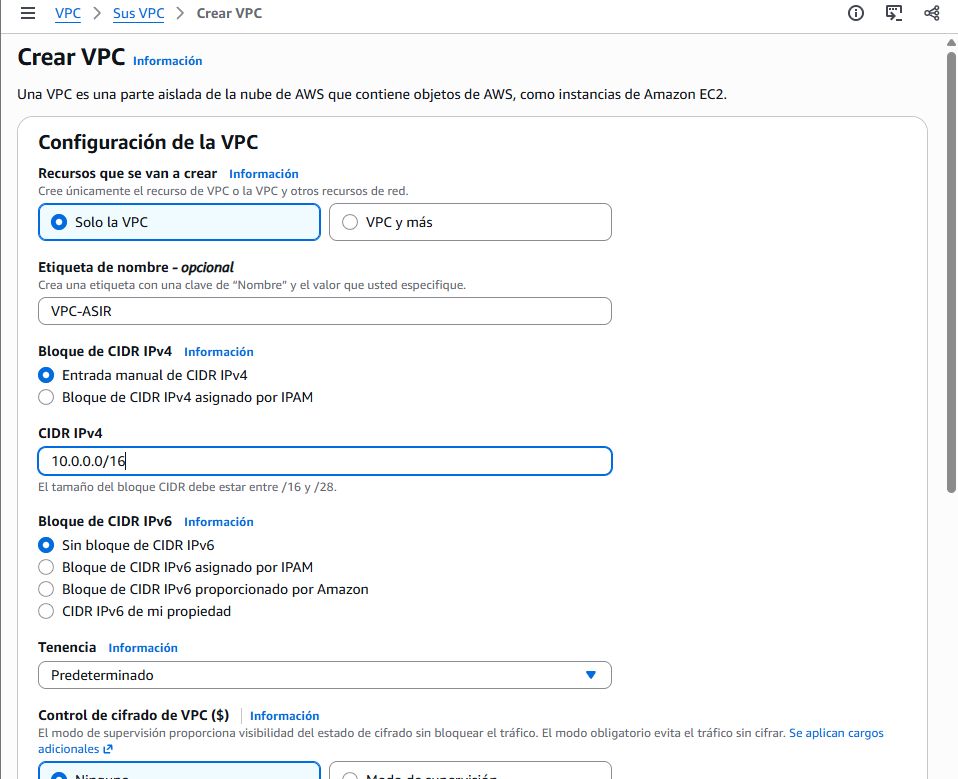 VPC > Sus VPC > Crear VPC
Crear VPC Información
Una VPC es una parte aislada de la nube de AWS que contiene objetos de AWS, como instancias de Amazon EC2.
Configuración de la VPC
Recursos que se van a crear Información
Cree únicamente el recurso de VPC o la VPC y otros recursos de red.
Solo la VPC VPC y más
Etiqueta de nombre - opcional
Crea una etiqueta con una clave de “Nombre” y el valor que usted especifique.
VPC-ASIR
Bloque de CIDR IPv4 Información
Entrada manual de CIDR IPv4
Bloque de CIDR IPv4 asignado por IPAM
CIDR IPv4
10.0.0.0/16
El tamaño del bloque CIDR debe estar entre /16 y /28.
Bloque de CIDR IPv6 Información
Sin bloque de CIDR IPv6
Bloque de CIDR IPv6 asignado por IPAM
Bloque de CIDR IPv6 proporcionado por Amazon
CIDR IPv6 de mi propiedad
Tenencia Información
Predeterminado
Control de cifrado de VPC ($) Información
El modo de supervisión proporciona visibilidad del estado de cifrado sin bloquear el tráfico. El modo obligatorio evita el tráfico sin cifrar. Se aplican cargos
adicionales
Ninguno Modo de supervisión